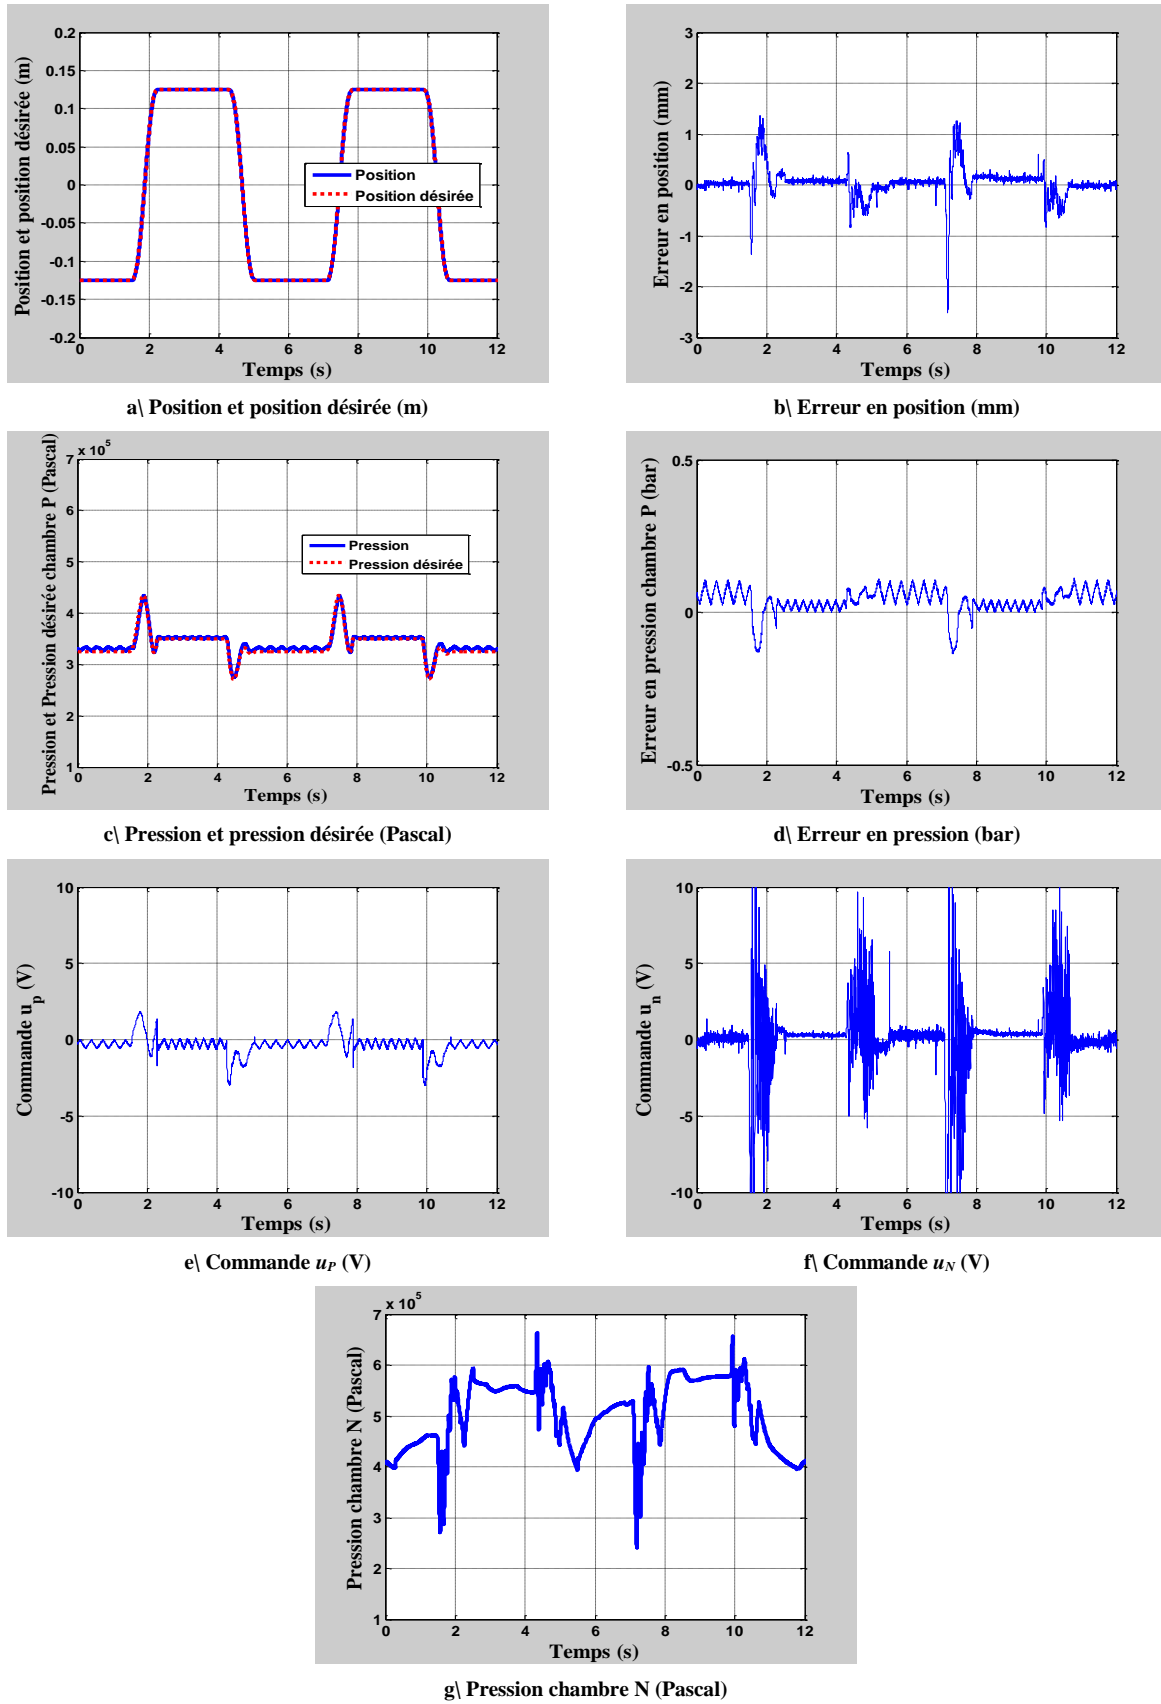 0.2
0.15
0.1
0.05
0
-0.05
-0.1
-0.15
-0.2
0 2 4 6 8 10 12
Position et position désirée (m)
Temps (s)
Position
Position désirée
a\ Position et position désirée (m)
3
2
1
0
-1
-2
-3
0 2 4 6 8 10 12
Erreur en position (mm)
Temps (s)
b\ Erreur en position (mm)
x 10^5
7
6
5
4
3
2
1
0 2 4 6 8 10 12
Pression et Pression désirée chambre P (Pascal)
Temps (s)
Pression
Pression désirée
c\ Pression et pression désirée (Pascal)
0.5
0
-0.5
0 2 4 6 8 10 12
Erreur en pression chambre P (bar)
Temps (s)
d\ Erreur en pression (bar)
10
5
0
-5
-10
0 2 4 6 8 10 12
Commande u_p (V)
Temps (s)
e\ Commande u_P (V)
10
5
0
-5
-10
0 2 4 6 8 10 12
Commande u_n (V)
Temps (s)
f\ Commande u_N (V)
x 10^5
7
6
5
4
3
2
1
0 2 4 6 8 10 12
Pression chambre N (Pascal)
Temps (s)
g\ Pression chambre N (Pascal)